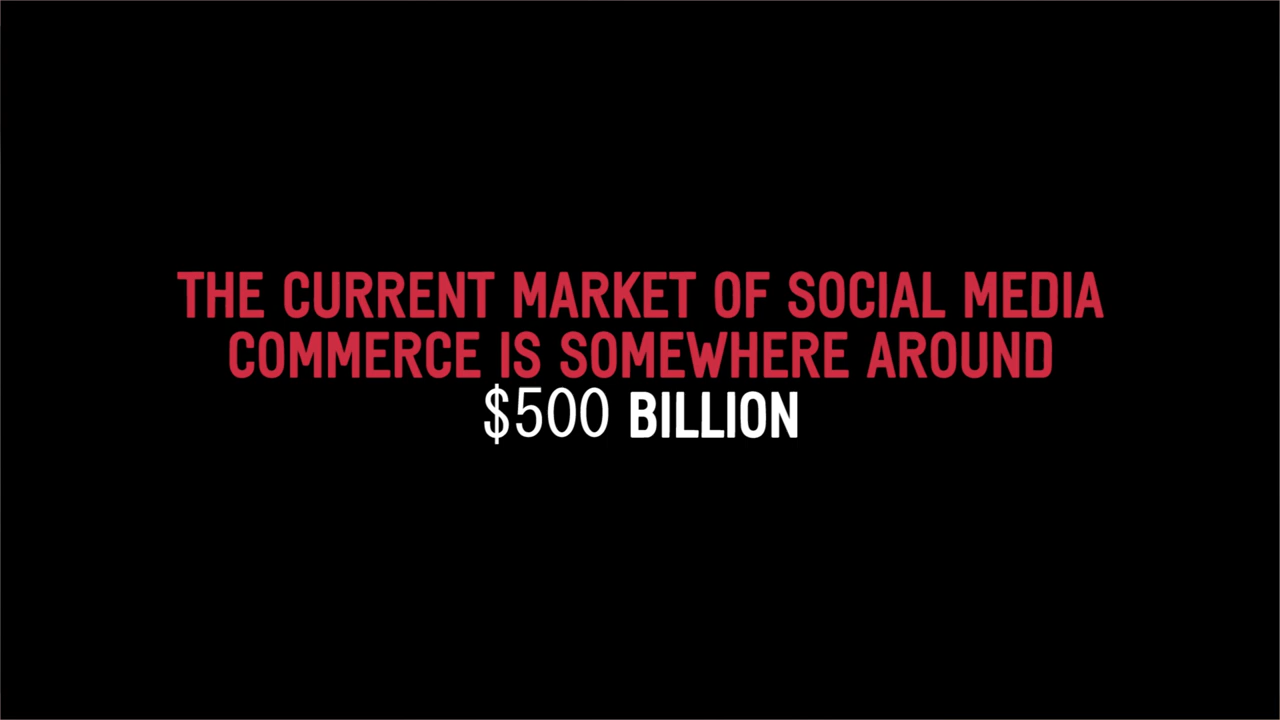 THE CURRENT MARKET OF SOCIAL MEDIA
COMMERCE IS SOMEWHERE AROUND
$500 BILLION